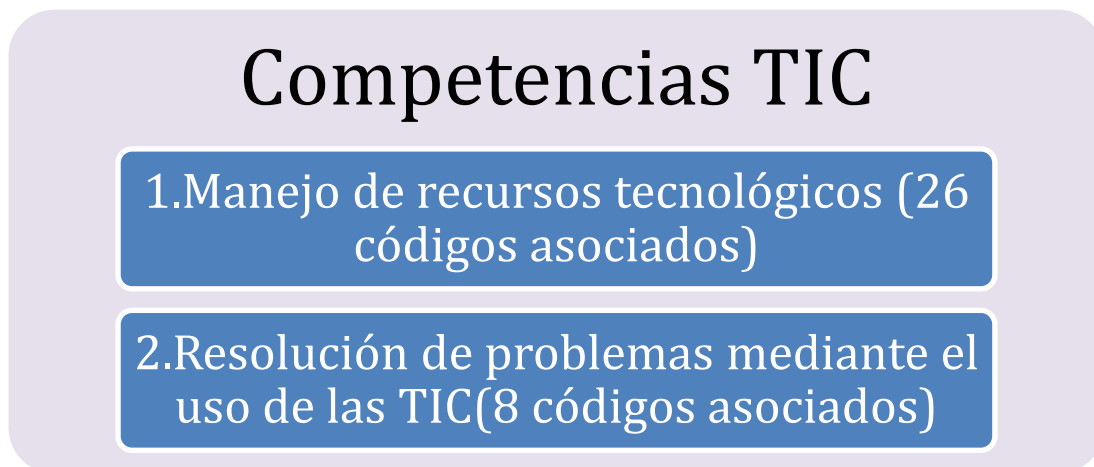 Competencias TIC
1.Manejo de recursos tecnológicos (26
códigos asociados)
2.Resolución de problemas mediante el
uso de las TIC(8 códigos asociados)